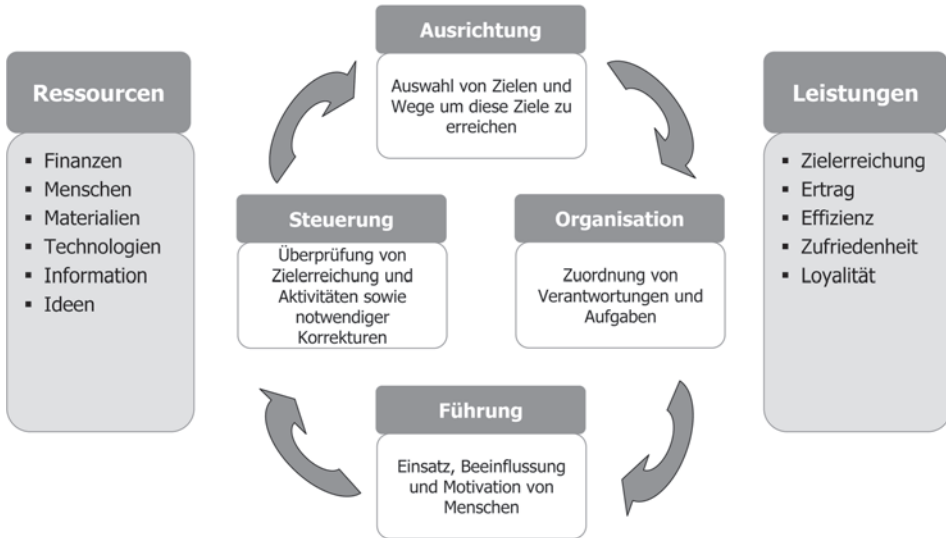 Ressourcen
▪ Finanzen
▪ Menschen
▪ Materialien
▪ Technologien
▪ Information
▪ Ideen
Ausrichtung
Auswahl von Zielen und
Wege um diese Ziele zu
erreichen
Steuerung
Überprüfung von
Zielerreichung und
Aktivitäten sowie
notwendiger
Korrekturen
Organisation
Zuordnung von
Verantwortungen und
Aufgaben
Führung
Einsatz, Beeinflussung
und Motivation von
Menschen
Leistungen
▪ Zielerreichung
▪ Ertrag
▪ Effizienz
▪ Zufriedenheit
▪ Loyalität